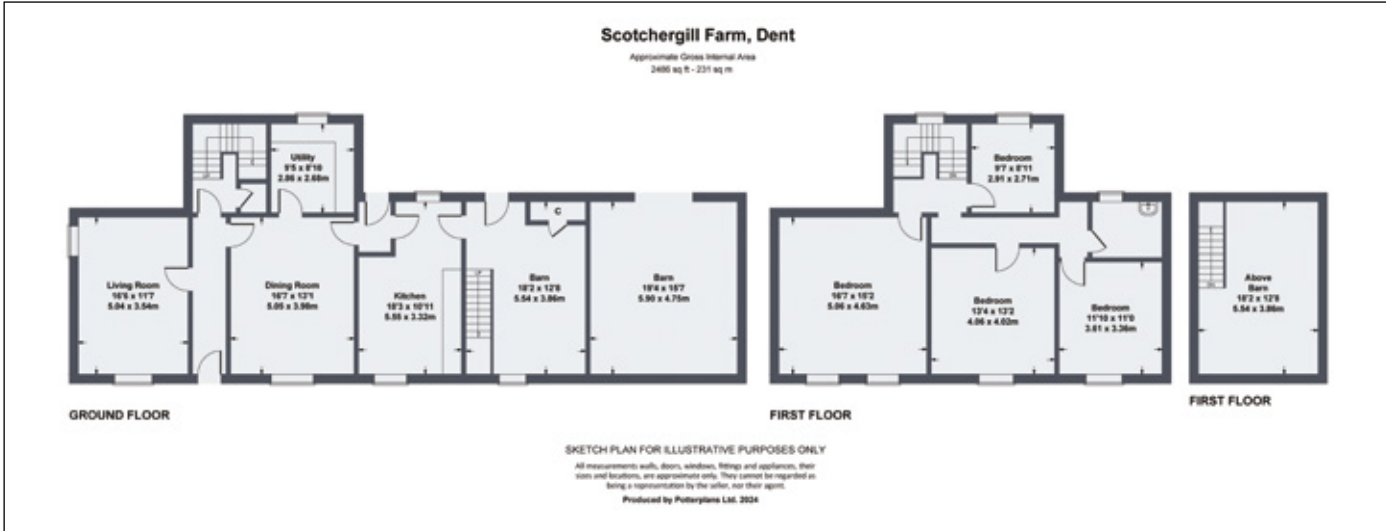 Scotchergill Farm, Dent
Approximate Gross Internal Area
2486 sq ft - 231 sq m
Utility
9'5 x 8'10
2.86 x 2.68m
Living Room
16'6 x 11'7
5.04 x 3.54m
Dining Room
16'7 x 13'1
5.05 x 3.98m
Kitchen
18'3 x 10'11
5.55 x 3.32m
C
Barn
18'2 x 12'8
5.54 x 3.86m
Barn
19'4 x 15'7
5.90 x 4.75m
GROUND FLOOR
Bedroom
9'7 x 8'11
2.91 x 2.71m
Bedroom
16'7 x 15'2
5.06 x 4.63m
Bedroom
13'4 x 13'2
4.06 x 4.02m
Bedroom
11'10 x 11'0
3.61 x 3.36m
FIRST FLOOR
Above
Barn
18'2 x 12'8
5.54 x 3.86m
FIRST FLOOR
SKETCH PLAN FOR ILLUSTRATIVE PURPOSES ONLY
All measurements walls, doors, windows, fittings and appliances, their
sizes and locations, are approximate only. They cannot be regarded as
being a representation by the seller, nor their agent.
Produced by Potterplans Ltd. 2024